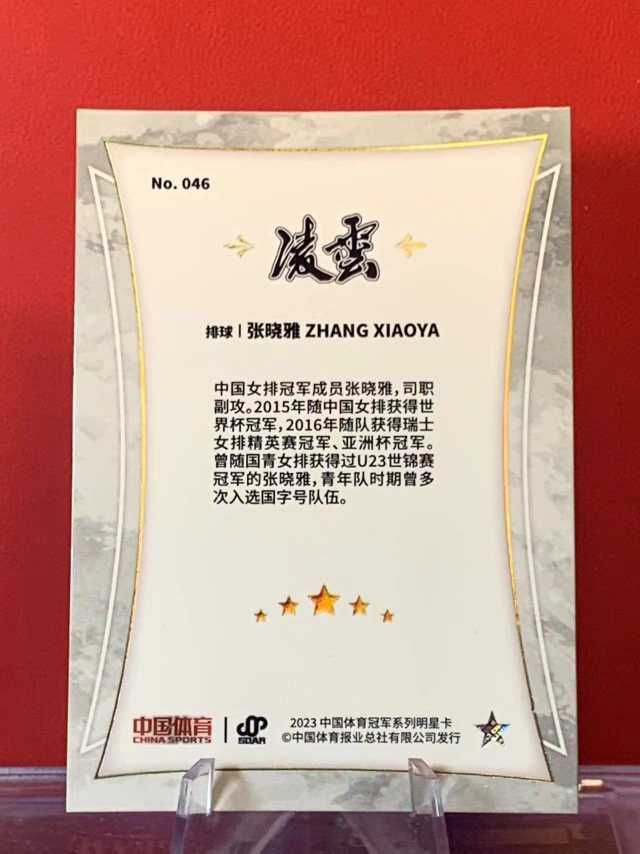 No. 046
凌雲
排球 | 张晓雅 ZHANG XIAOYA
中国女排冠军成员张晓雅，司职
副攻。2015年随中国女排获得世
界杯冠军，2016年随队获得瑞士
女排精英赛冠军、亚洲杯冠军。
曾随国青女排获得过U23世锦赛
冠军的张晓雅，青年队时期曾多
次入选国字号队伍。
中国体育
CHINA SPORTS
SDAR
2023 中国体育冠军系列明星卡
©中国体育报业总社有限公司发行